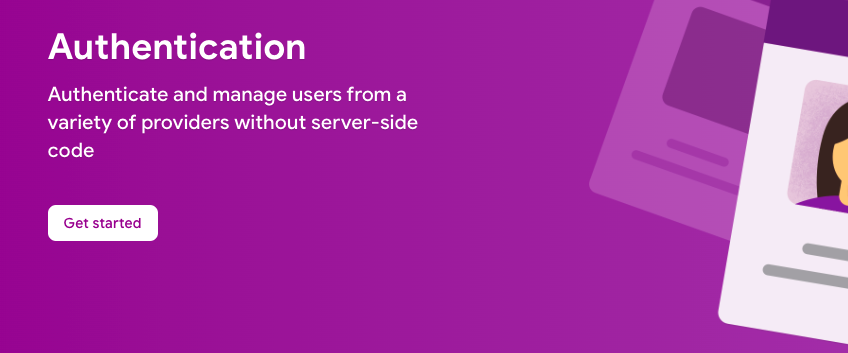 Authentication
Authenticate and manage users from a
variety of providers without server-side
code
Get started